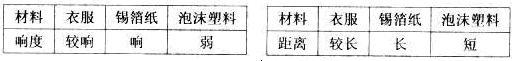 材料 衣服 锡箔纸 泡沫塑料
响度 较响 响 弱
材料 衣服 锡箔纸 泡沫塑料
距离 较长 长 短